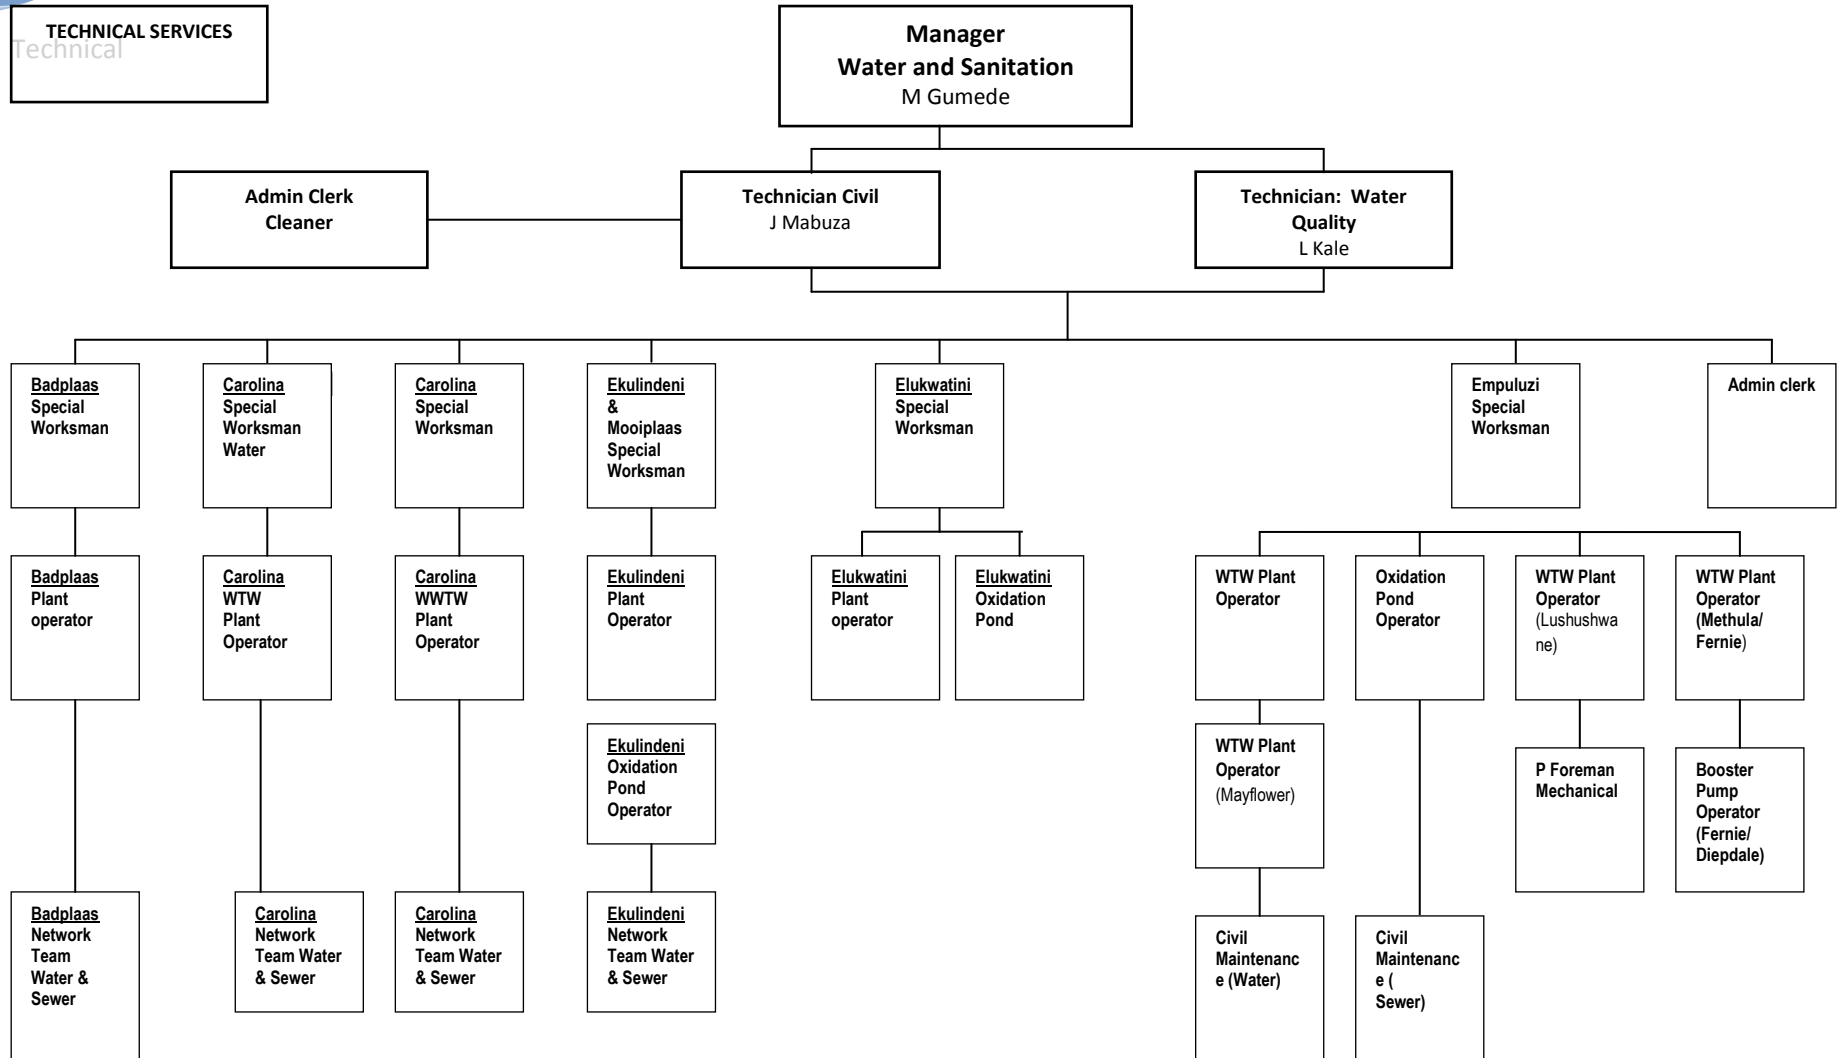 TECHNICAL SERVICES
Technical
Manager
Water and Sanitation
M Gumede
Admin Clerk
Cleaner
Technician Civil
J Mabuza
Technician:  Water
Quality
L Kale
Badplaas
Special
Worksman
Carolina
Special
Worksman
Water
Carolina
Special
Worksman
Ekulindeni
&
Mooiplaas
Special
Worksman
Elukwatini
Special
Worksman
Empuluzi
Special
Worksman
Admin clerk
Badplaas
Plant
operator
Carolina
WTW
Plant
Operator
Carolina
WWTW
Plant
Operator
Ekulindeni
Plant
Operator
Elukwatini
Plant
operator
Elukwatini
Oxidation
Pond
WTW Plant
Operator
Oxidation
Pond
Operator
WTW Plant
Operator
(Lushushwa
ne)
WTW Plant
Operator
(Methula/
Fernie)
Ekulindeni
Oxidation
Pond
Operator
WTW Plant
Operator
(Mayflower)
P Foreman
Mechanical
Booster
Pump
Operator
(Fernie/
Diepdale)
Badplaas
Network
Team
Water &
Sewer
Carolina
Network
Team Water
& Sewer
Carolina
Network
Team Water
& Sewer
Ekulindeni
Network
Team Water
& Sewer
Civil
Maintenanc
e (Water)
Civil
Maintenanc
e (
Sewer)